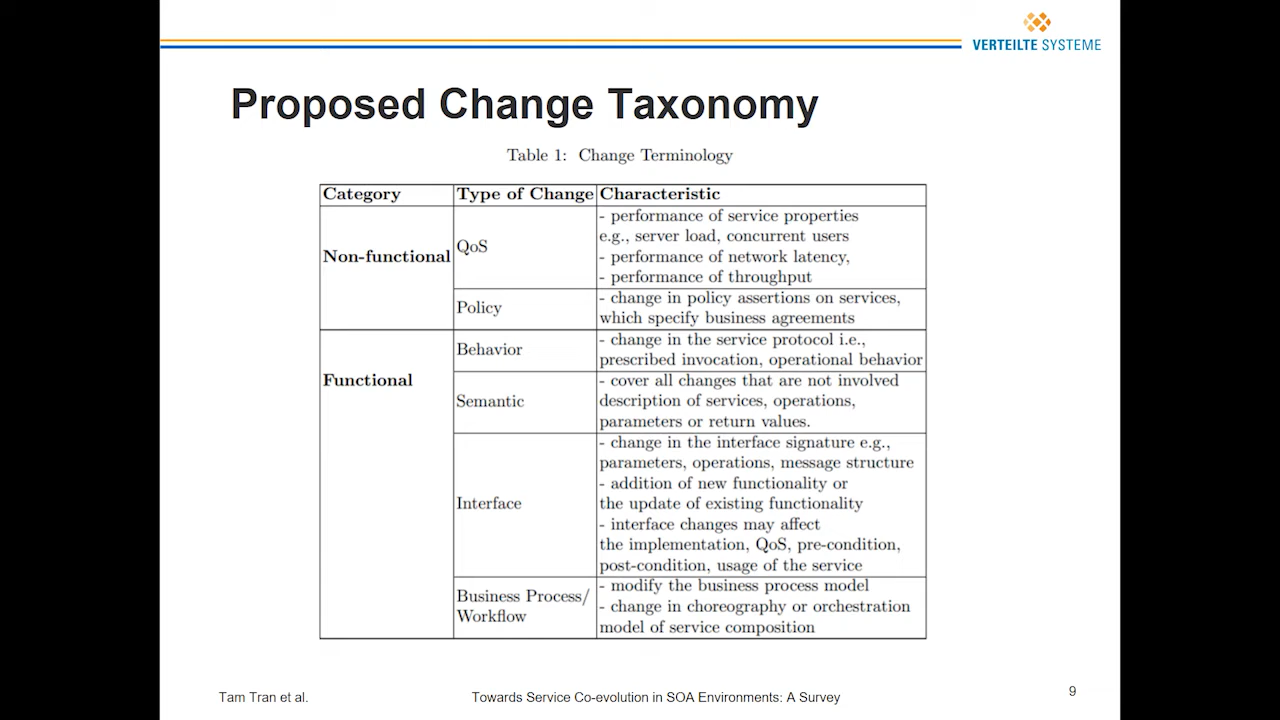 VERTEILTE SYSTEME
Proposed Change Taxonomy
Table 1: Change Terminology
Category Type of Change Characteristic
Non-functional
QoS
- performance of service properties
e.g., server load, concurrent users
- performance of network latency,
- performance of throughput
Policy
- change in policy assertions on services,
which specify business agreements
Functional
Behavior
- change in the service protocol i.e.,
prescribed invocation, operational behavior
Semantic
- cover all changes that are not involved
description of services, operations,
parameters or return values.
Interface
- change in the interface signature e.g.,
parameters, operations, message structure
- addition of new functionality or
the update of existing functionality
- interface changes may affect
the implementation, QoS, pre-condition,
post-condition, usage of the service
Business Process/
Workflow
- modify the business process model
- change in choreography or orchestration
model of service composition
Tam Tran et al.
Towards Service Co-evolution in SOA Environments: A Survey
9